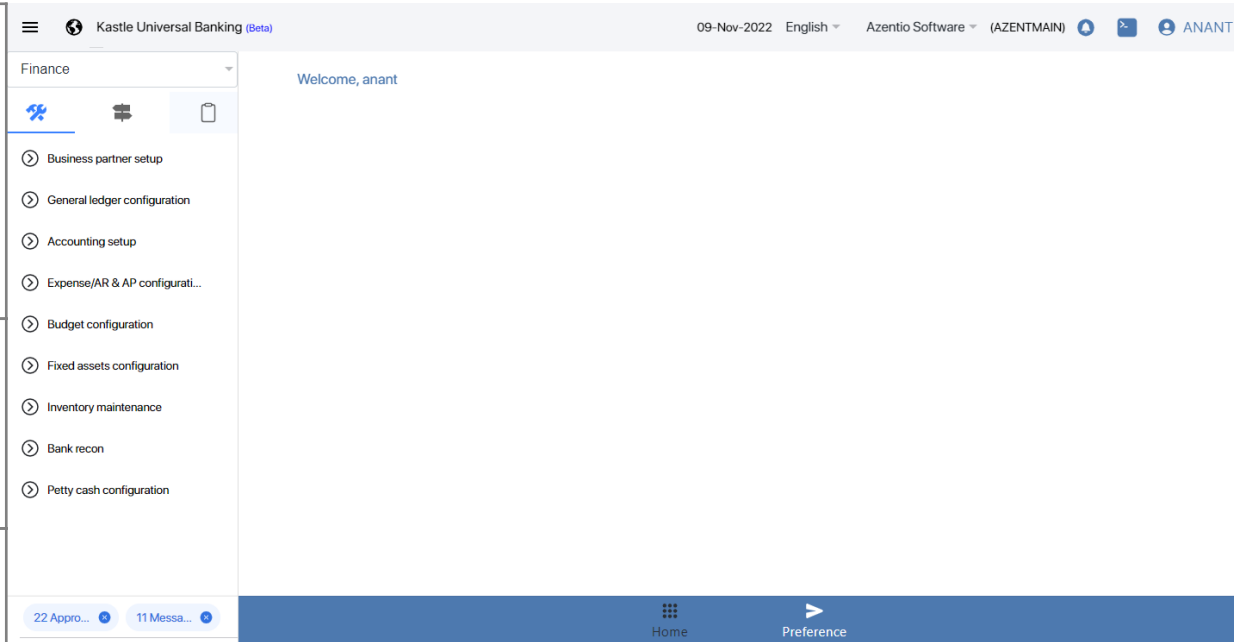 Kastle Universal Banking (Beta)
09-Nov-2022 English Azentio Software (AZENTMAIN) ANANT
Finance
Welcome, anant
Business partner setup
General ledger configuration
Accounting setup
Expense/AR & AP configurati...
Budget configuration
Fixed assets configuration
Inventory maintenance
Bank recon
Petty cash configuration
22 Appro... 11 Messa...
Home Preference